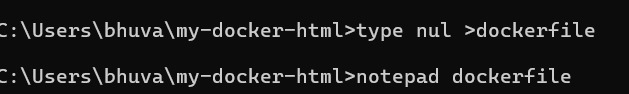 C:\Users\bhuva\my-docker-html>type nul >dockerfile
C:\Users\bhuva\my-docker-html>notepad dockerfile